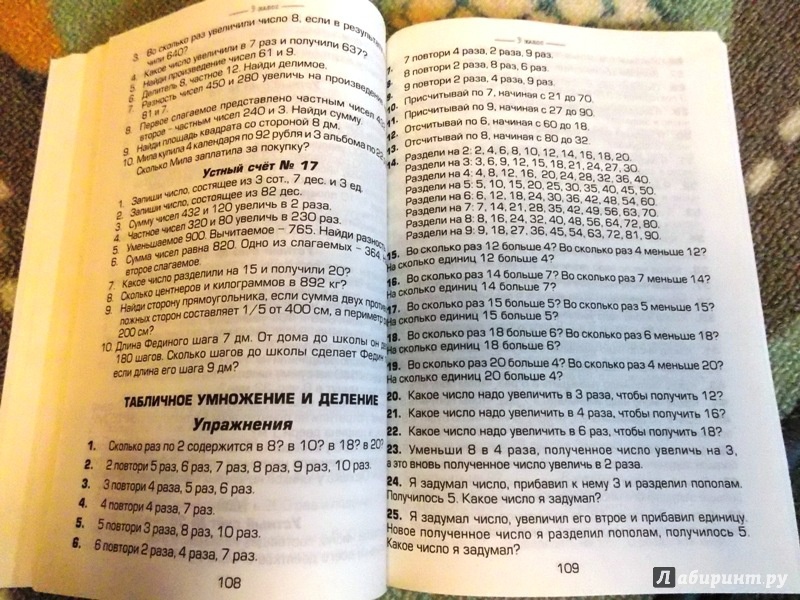 3 класс
3. Во сколько раз увеличили число 8, если в результате
чили 640?
4. Какое число увеличили в 7 раз и получили 637?
5. Найди произведение чисел 61 и 9.
6. Делитель 8, частное 12. Найди делимое.
7. Разность чисел 450 и 280 увеличь на произведение
81 и 7.
8. Первое слагаемое представлено частным чисел
второе – частным чисел 240 и 3. Найди сумму.
9. Найди площадь квадрата со стороной 8 дм.
10. Мила купила 4 календаря по 92 рубля и 3 альбома по
Сколько Мила заплатила за покупку?
Устный счёт № 17
1. Запиши число, состоящее из 3 сот., 7 дес. и 3 ед.
2. Запиши число, состоящее из 82 дес.
3. Сумму чисел 432 и 120 увеличь в 2 раза.
4. Частное чисел 320 и 80 увеличь в 230 раз.
5. Уменьшаемое 900. Вычитаемое – 765. Найди разность
6. Сумма чисел равна 820. Одно из слагаемых – 364.
второе слагаемое.
7. Какое число разделили на 15 и получили 20?
8. Сколько центнеров и килограммов в 892 кг?
9. Найди сторону прямоугольника, если сумма двух противо
ложных сторон составляет 1/5 от 400 см, а периметр
200 см?
10. Длина Фединого шага 7 дм. От дома до школы он
180 шагов. Сколько шагов до школы сделает Федин
если длина его шага 9 дм?
ТАБЛИЧНОЕ УМНОЖЕНИЕ И ДЕЛЕНИЕ
Упражнения
1. Сколько раз по 2 содержится в 8? в 10? в 18? в 20?
2. 2 повтори 5 раз, 6 раз, 7 раз, 8 раз, 9 раз, 10 раз.
3. 3 повтори 4 раза, 5 раз, 6 раз.
4. 4 повтори 4 раза, 7 раз.
5. 5 повтори 3 раза, 8 раз, 10 раз.
6. 6 повтори 2 раза, 4 раза, 7 раз.
108
3 класс
7 повтори 4 раза, 2 раза, 9 раз.
8 повтори 2 раза, 8 раз, 6 раз.
9 повтори 2 раза, 4 раза, 9 раз.
10. Присчитывай по 7, начиная с 21 до 70.
11. Присчитывай по 9, начиная с 27 до 90.
12. Отсчитывай по 6, начиная с 60 до 18.
13. Отсчитывай по 8, начиная с 80 до 32.
14. Раздели на 2: 2, 4, 6, 8, 10, 12, 14, 16, 18, 20.
Раздели на 3: 3, 6, 9, 12, 15, 18, 21, 24, 27, 30.
Раздели на 4: 4, 8, 12, 16, 20, 24, 28, 32, 36, 40.
Раздели на 5: 5, 10, 15, 20, 25, 30, 35, 40, 45, 50.
Раздели на 6: 6, 12, 18, 24, 30, 36, 42, 48, 54, 60.
Раздели на 7: 7, 14, 21, 28, 35, 42, 49, 56, 63, 70.
Раздели на 8: 8, 16, 24, 32, 40, 48, 56, 64, 72, 80.
Раздели на 9: 9, 18, 27, 36, 45, 54, 63, 72, 81, 90.
15. Во сколько раз 12 больше 4? Во сколько раз 4 меньше 12?
На сколько единиц 12 больше 4?
16. Во сколько раз 14 больше 7? Во сколько раз 7 меньше 14?
На сколько единиц 14 больше 7?
17. Во сколько раз 15 больше 5? Во сколько раз 5 меньше 15?
На сколько единиц 15 больше 5?
18. Во сколько раз 18 больше 6? Во сколько раз 6 меньше 18?
На сколько единиц 18 больше 6?
19. Во сколько раз 20 больше 4? Во сколько раз 4 меньше 20?
На сколько единиц 20 больше 4?
20. Какое число надо увеличить в 3 раза, чтобы получить 12?
21. Какое число надо увеличить в 4 раза, чтобы получить 16?
22. Какое число надо увеличить в 6 раз, чтобы получить 18?
23. Уменьши 8 в 4 раза, полученное число увеличь на 3,
а это вновь полученное число увеличь в 2 раза.
24. Я задумал число, прибавил к нему 3 и разделил пополам.
Получилось 5. Какое число я задумал?
25. Я задумал число, увеличил его втрое и прибавил единицу.
Новое полученное число я разделил пополам, получилось 5.
Какое число я задумал?
109
Лабиринт.ру